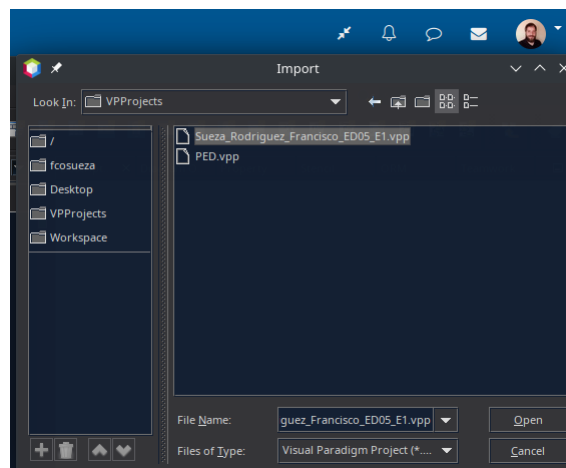 Import
Look In: VPProjects
/
fcosueza
Desktop
VPProjects
Workspace
Sueza_Rodriguez_Francisco_ED05_E1.vpp
PED.vpp
File Name: guez_Francisco_ED05_E1.vpp Open
Files of Type: Visual Paradigm Project (*.... Cancel